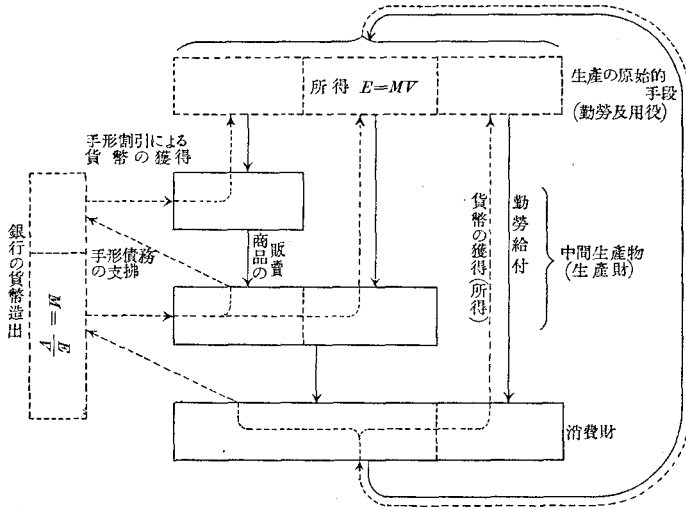 所得 E=MV
生産の原始的
手段
(勤勞及用役)
手形割引による
貨幣の獲得
銀行の貨幣造出
手形債務
の支拂
M=E/V
商品の
販賣
貨幣の獲得(所得)
勤勞給付
中間生産物
(生産財)
消費財